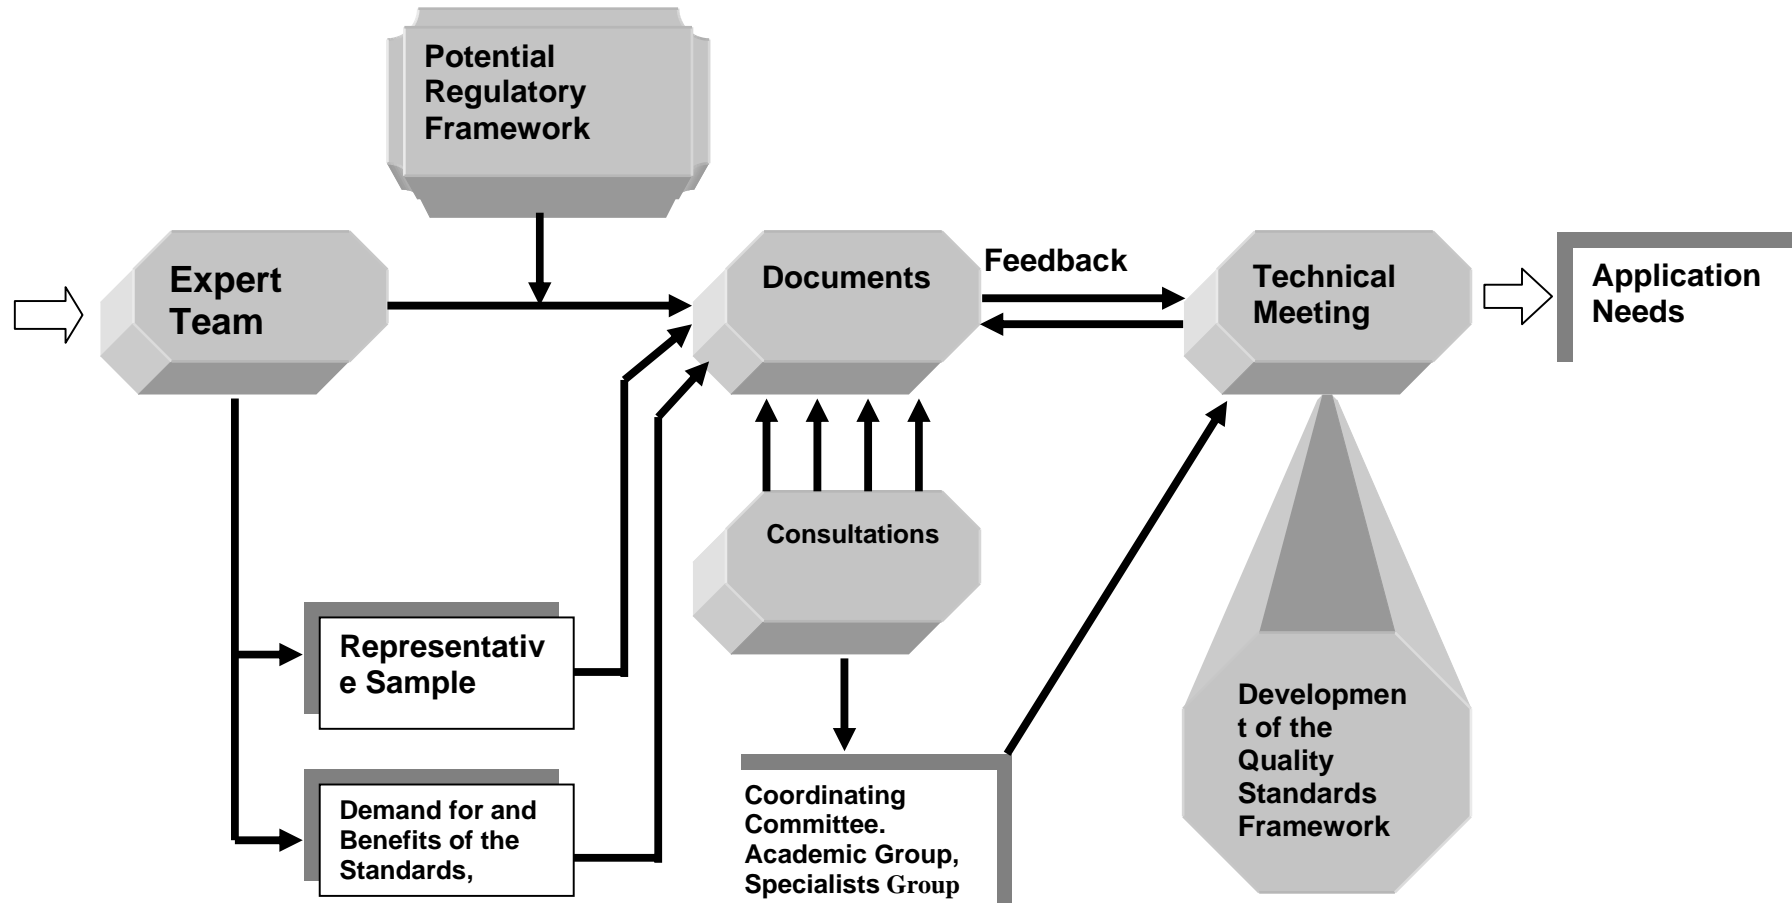 Potential
Regulatory
Framework
Expert
Team
Documents
Feedback
Technical
Meeting
Application
Needs
Consultations
Representativ
e Sample
Demand for and
Benefits of the
Standards,
Coordinating
Committee.
Academic Group,
Specialists Group
Developmen
t of the
Quality
Standards
Framework